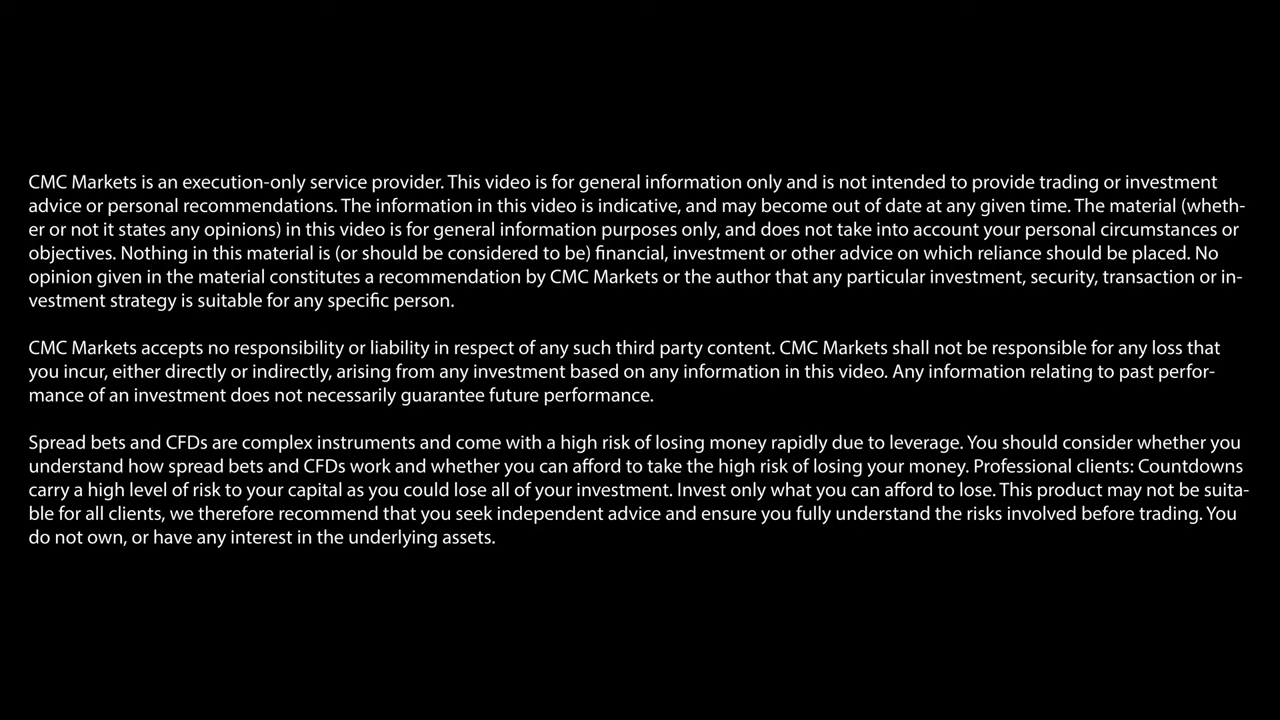 CMC Markets is an execution-only service provider. This video is for general information only and is not intended to provide trading or investment
advice or personal recommendations. The information in this video is indicative, and may become out of date at any given time. The material (wheth-
er or not it states any opinions) in this video is for general information purposes only, and does not take into account your personal circumstances or
objectives. Nothing in this material is (or should be considered to be) financial, investment or other advice on which reliance should be placed. No
opinion given in the material constitutes a recommendation by CMC Markets or the author that any particular investment, security, transaction or in-
vestment strategy is suitable for any specific person.
CMC Markets accepts no responsibility or liability in respect of any such third party content. CMC Markets shall not be responsible for any loss that
you incur, either directly or indirectly, arising from any investment based on any information in this video. Any information relating to past perfor-
mance of an investment does not necessarily guarantee future performance.
Spread bets and CFDs are complex instruments and come with a high risk of losing money rapidly due to leverage. You should consider whether you
understand how spread bets and CFDs work and whether you can afford to take the high risk of losing your money. Professional clients: Countdowns
carry a high level of risk to your capital as you could lose all of your investment. Invest only what you can afford to lose. This product may not be suita-
ble for all clients, we therefore recommend that you seek independent advice and ensure you fully understand the risks involved before trading. You
do not own, or have any interest in the underlying assets.